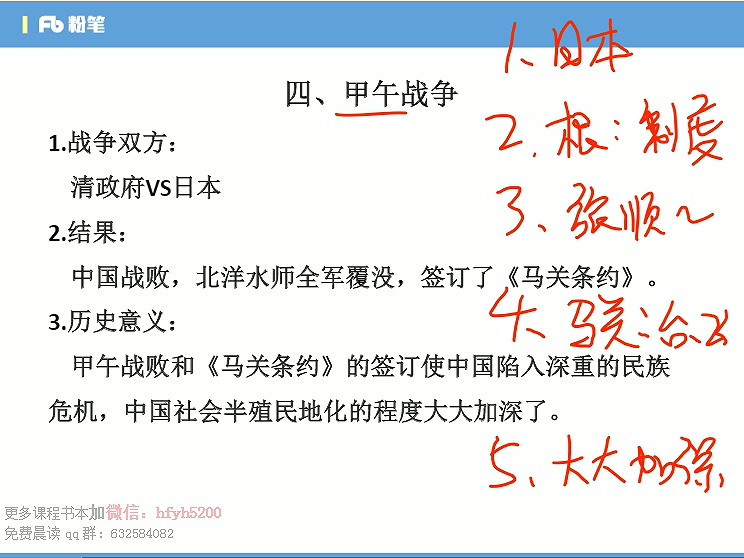 Fb 粉笔
四、甲午战争
1.战争双方：
清政府VS日本
2.结果：
中国战败，北洋水师全军覆没，签订了《马关条约》。
3.历史意义：
甲午战败和《马关条约》的签订使中国陷入深重的民族
危机，中国社会半殖民地化的程度大大加深了。
1、日本
2.根：制度
3、张顺~
4、马关：台
5、大大加深
更多课程书本加微信：hfyh5200
免费晨读qq群：632584082